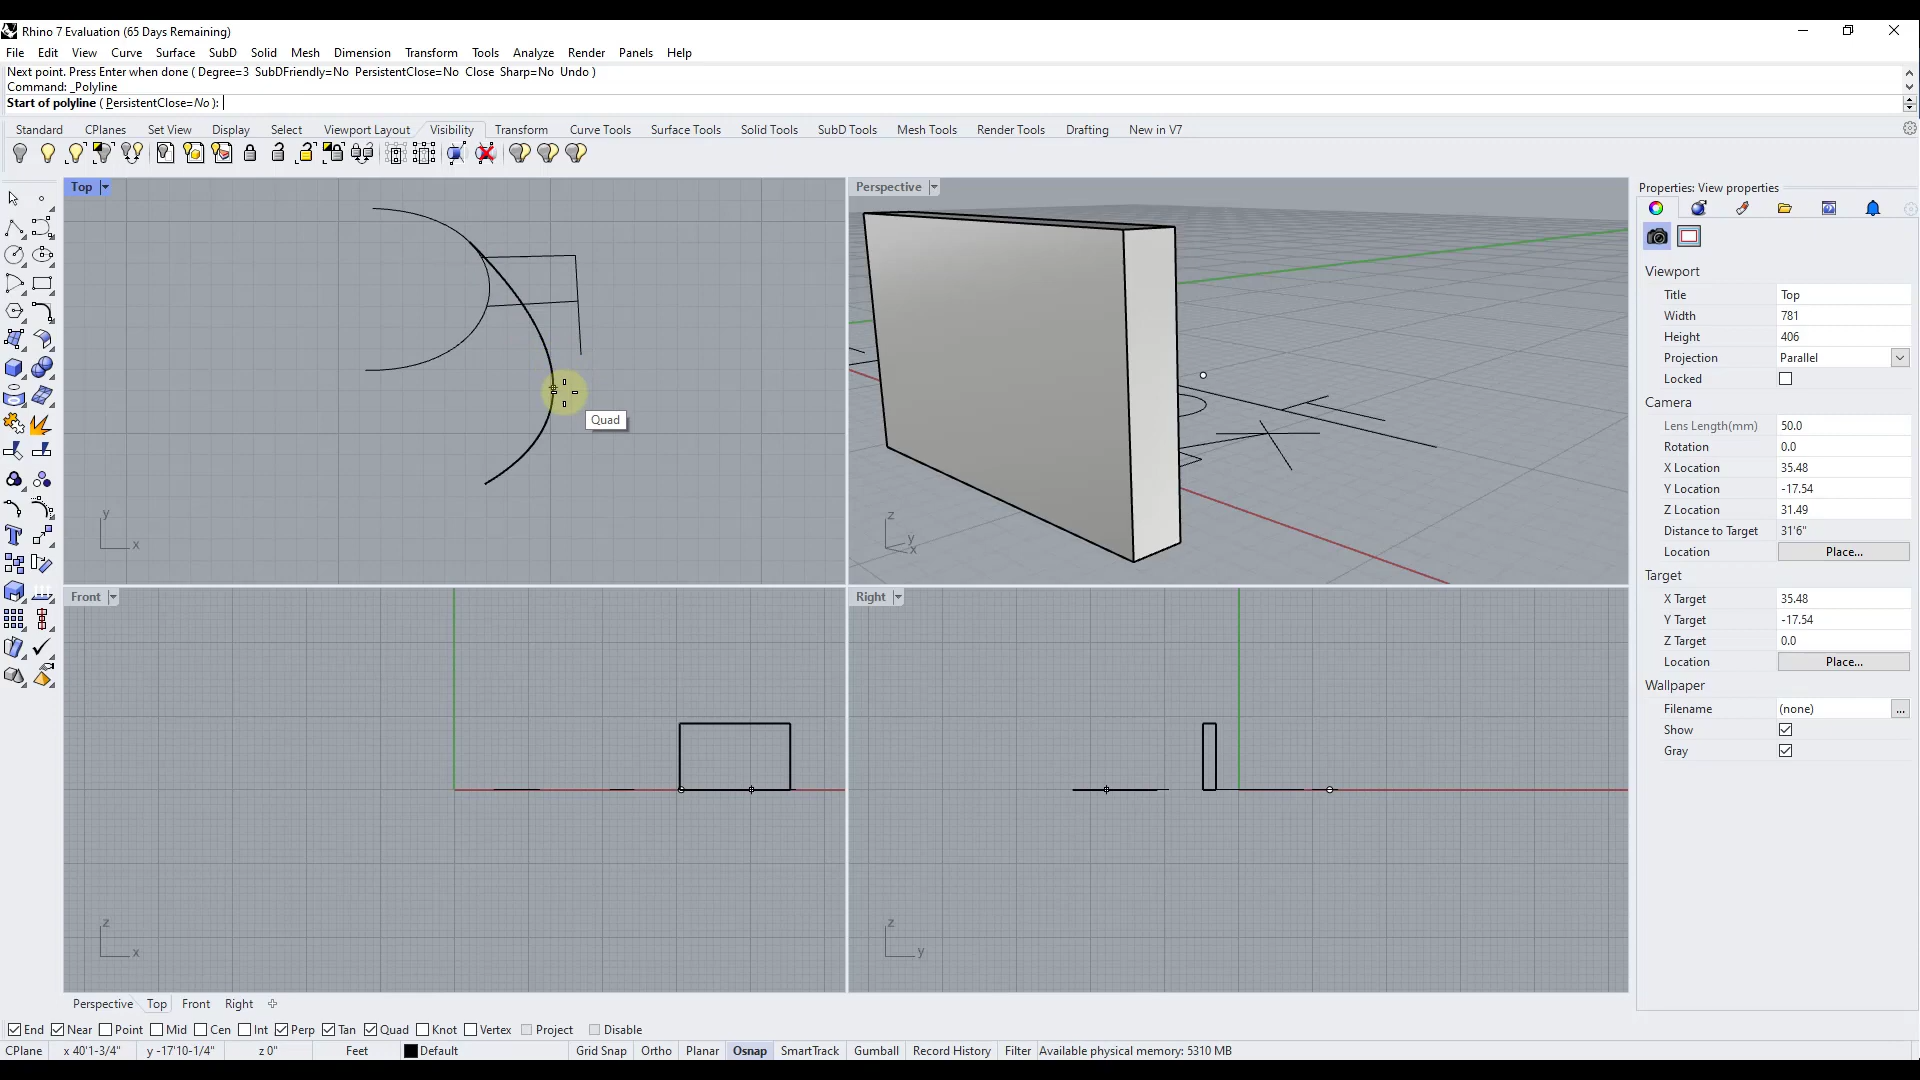 Rhino 7 Evaluation (65 Days Remaining)
File Edit View Curve Surface SubD Solid Mesh Dimension Transform Tools Analyze Render Panels Help
Next point. Press Enter when done ( Degree=3 SubDFriendly=No PersistentClose=No Close Sharp=No Undo )
Command: _Polyline
Start of polyline ( PersistentClose=No ):
Standard CPlanes Set View Display Select Viewport Layout Visibility Transform Curve Tools Surface Tools Solid Tools SubD Tools Mesh Tools Render Tools Drafting New in V7
Top
Perspective
Properties: View properties
Viewport
Title Top
Width 781
Height 406
Projection Parallel
Locked
Camera
Lens Length(mm) 50.0
Rotation 0.0
X Location 35.48
Y Location -17.54
Z Location 31.49
Distance to Target 31'6"
Location Place...
Target
X Target 35.48
Y Target -17.54
Z Target 0.0
Location Place...
Wallpaper
Filename (none) ...
Show
Gray
Quad
y
x
z
y
x
Front
Right
z
x
z
y
Perspective Top Front Right
End Near Point Mid Cen Int Perp Tan Quad Knot Vertex Project Disable
CPlane x 40'1-3/4" y -17'10-1/4" z 0" Feet Default Grid Snap Ortho Planar Osnap SmartTrack Gumball Record History Filter Available physical memory: 5310 MB